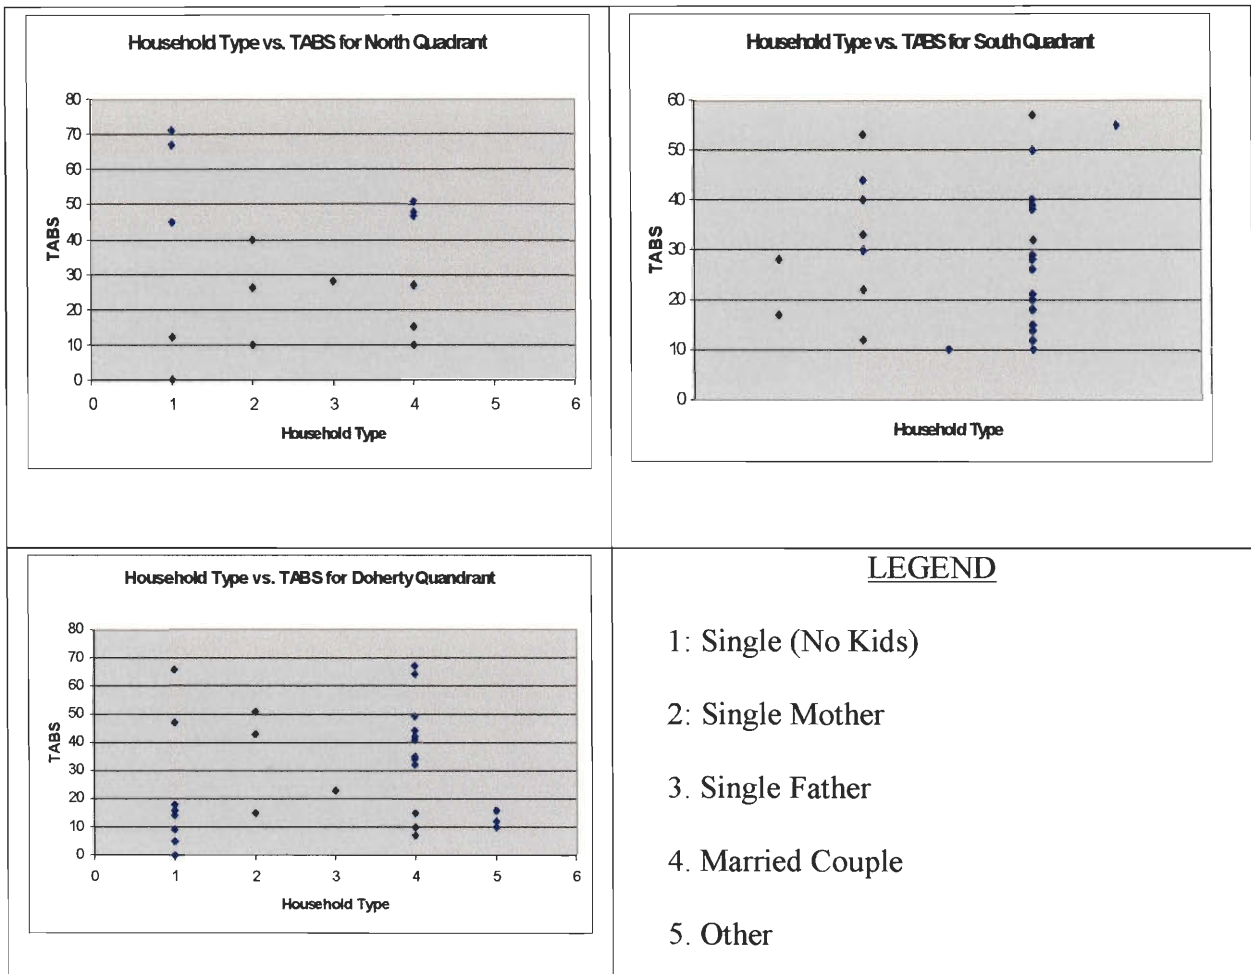 Household Type vs. TABS for North Quadrant
80
70
60
50
40
30
20
10
0
TABS
0 1 2 3 4 5 6
Household Type
Household Type vs. TABS for South Quadrant
60
50
40
30
20
10
0
TABS
Household Type
Household Type vs. TABS for Doherty Quandrant
80
70
60
50
40
30
20
10
0
TABS
0 1 2 3 4 5 6
Household Type
LEGEND
1: Single (No Kids)
2: Single Mother
3. Single Father
4. Married Couple
5. Other